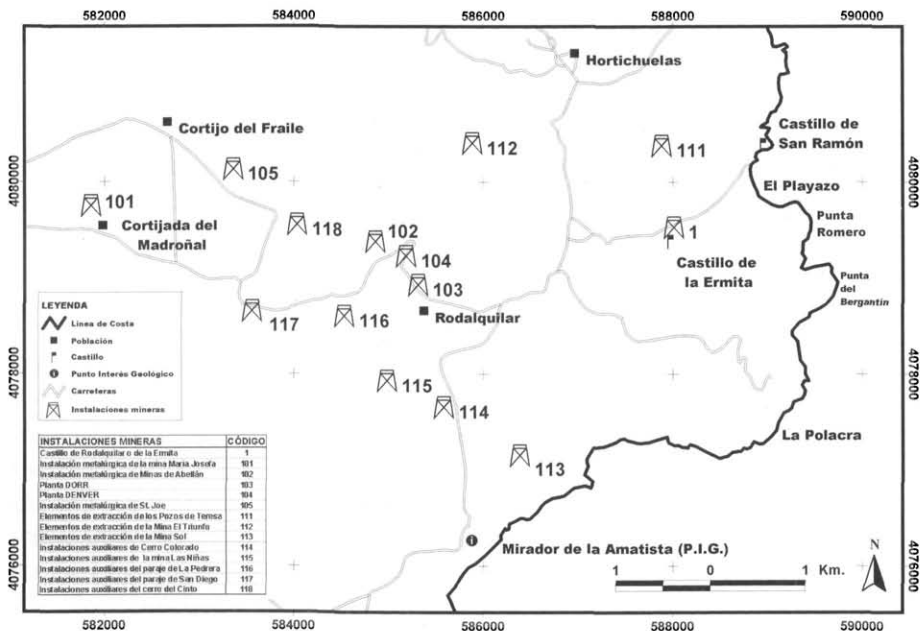 582000 584000 586000 588000 590000
Hortichuelas
Cortijo del Fraile
Castillo de
San Ramón
112
111
105
4080000
4080000
El Playazo
101
Cortijada del
Madroñal
118
102
1
Punta
Romero
104
Castillo de
la Ermita
103
Punta
del
Bergantín
117
116
Rodalquilar
LEYENDA
Linea de Costa
Población
Castillo
Punto Interés Geológico
Carreteras
Instalaciones mineras
4078000
4078000
115
114
La Polacra
113
INSTALACIONES MINERAS CÓDIGO
Castillo de Rodalquilar o de la Ermita 1
Instalación metalúrgica de la mina María Josefa 101
Instalación metalúrgica de Minas de Abellán 102
Planta DORR 103
Planta DENVER 104
Instalación metalúrgica de St. Joe 105
Elementos de extracción de los Pozos de Teresa 111
Elementos de extracción de la Mina El Triunfo 112
Elementos de extracción de la Mina Sol 113
Instalaciones auxiliares de Cerro Colorado 114
Instalaciones auxiliares de la mina Las Niñas 115
Instalaciones auxiliares del paraje de La Pedrera 116
Instalaciones auxiliares del paraje de San Diego 117
Instalaciones auxiliares del cerro del Cinto 118
Mirador de la Amatista (P.I.G.)
N
4076000
4076000
1 0 1 Km.
582000 584000 586000 588000 590000